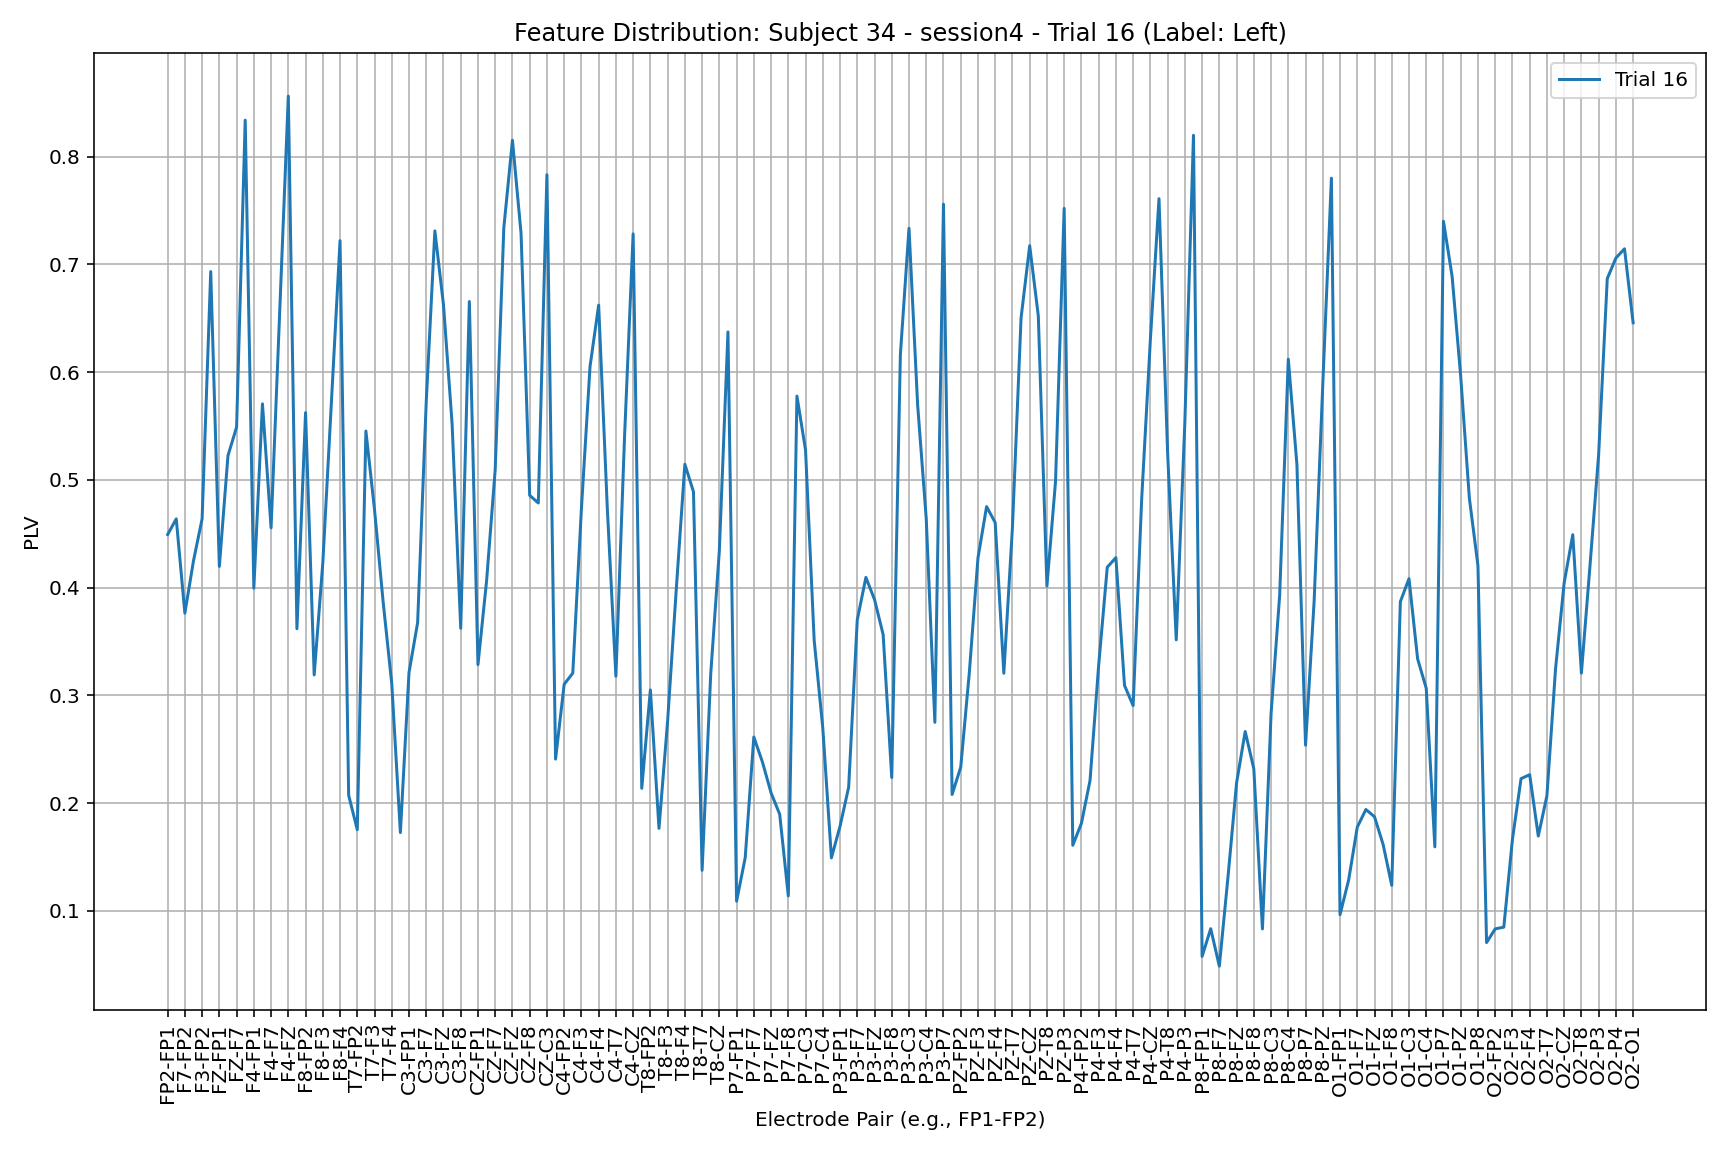 Feature Distribution: Subject 34 - session4 - Trial 16 (Label: Left)
Trial 16
PLV
0.8
0.7
0.6
0.5
0.4
0.3
0.2
0.1
FP2-FP1
F7-FP2
F3-FP2
FZ-FP1
FZ-F7
F4-FP1
F4-F7
F4-FZ
F8-FP2
F8-F3
F8-F4
T7-FP2
T7-F3
T7-F4
C3-FP1
C3-F7
C3-FZ
C3-F8
CZ-FP1
CZ-F7
CZ-FZ
CZ-F8
CZ-C3
C4-FP2
C4-F3
C4-F4
C4-T7
C4-CZ
T8-FP2
T8-F3
T8-F4
T8-T7
T8-CZ
P7-FP1
P7-F7
P7-FZ
P7-F8
P7-C3
P7-C4
P3-FP1
P3-F7
P3-FZ
P3-F8
P3-C3
P3-C4
P3-P7
PZ-FP2
PZ-F3
PZ-F4
PZ-T7
PZ-CZ
PZ-T8
PZ-P3
P4-FP2
P4-F3
P4-F4
P4-T7
P4-CZ
P4-T8
P4-P3
P8-FP1
P8-F7
P8-FZ
P8-F8
P8-C3
P8-C4
P8-P7
P8-PZ
O1-FP1
O1-F7
O1-FZ
O1-F8
O1-C3
O1-C4
O1-P7
O1-PZ
O1-P8
O2-FP2
O2-F3
O2-F4
O2-T7
O2-CZ
O2-T8
O2-P3
O2-P4
O2-O1
Electrode Pair (e.g., FP1-FP2)